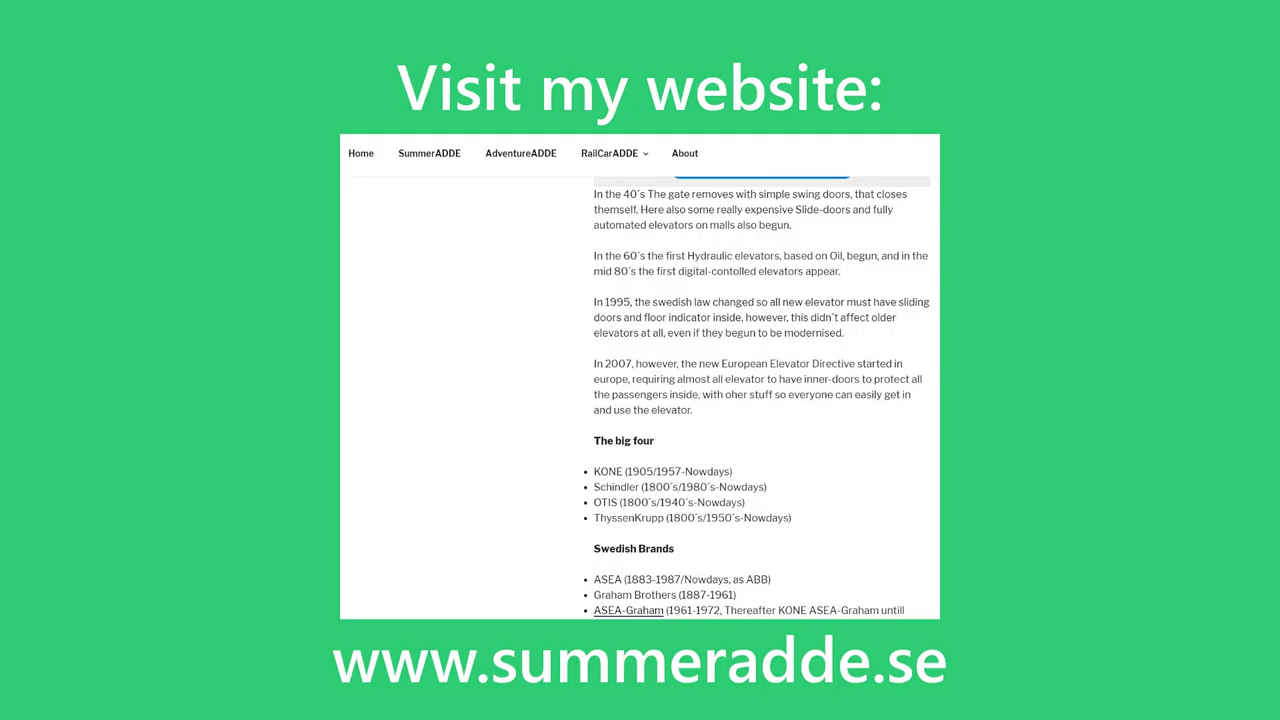 Visit my website:
Home SummerADDE AdventureADDE RailCarADDE About
In the 40´s The gate removes with simple swing doors, that closes
themself. Here also some really expensive Slide-doors and fully
automated elevators on malls also begun.
In the 60´s the first Hydraulic elevators, based on Oil, begun, and in the
mid 80´s the first digital-contolled elevators appear.
In 1995, the swedish law changed so all new elevator must have sliding
doors and floor indicator inside, however, this didn´t affect older
elevators at all, even if they begun to be modernised.
In 2007, however, the new European Elevator Directive started in
europe, requiring almost all elevator to have inner-doors to protect all
the passengers inside, with oher stuff so everyone can easily get in
and use the elevator.
The big four
• KONE (1905/1957-Nowdays)
• Schindler (1800´s/1980´s-Nowdays)
• OTIS (1800´s/1940´s-Nowdays)
• ThyssenKrupp (1800´s/1950´s-Nowdays)
Swedish Brands
• ASEA (1883-1987/Nowdays, as ABB)
• Graham Brothers (1887-1961)
• ASEA-Graham (1961-1972, Thereafter KONE ASEA-Graham untill
www.summeradde.se